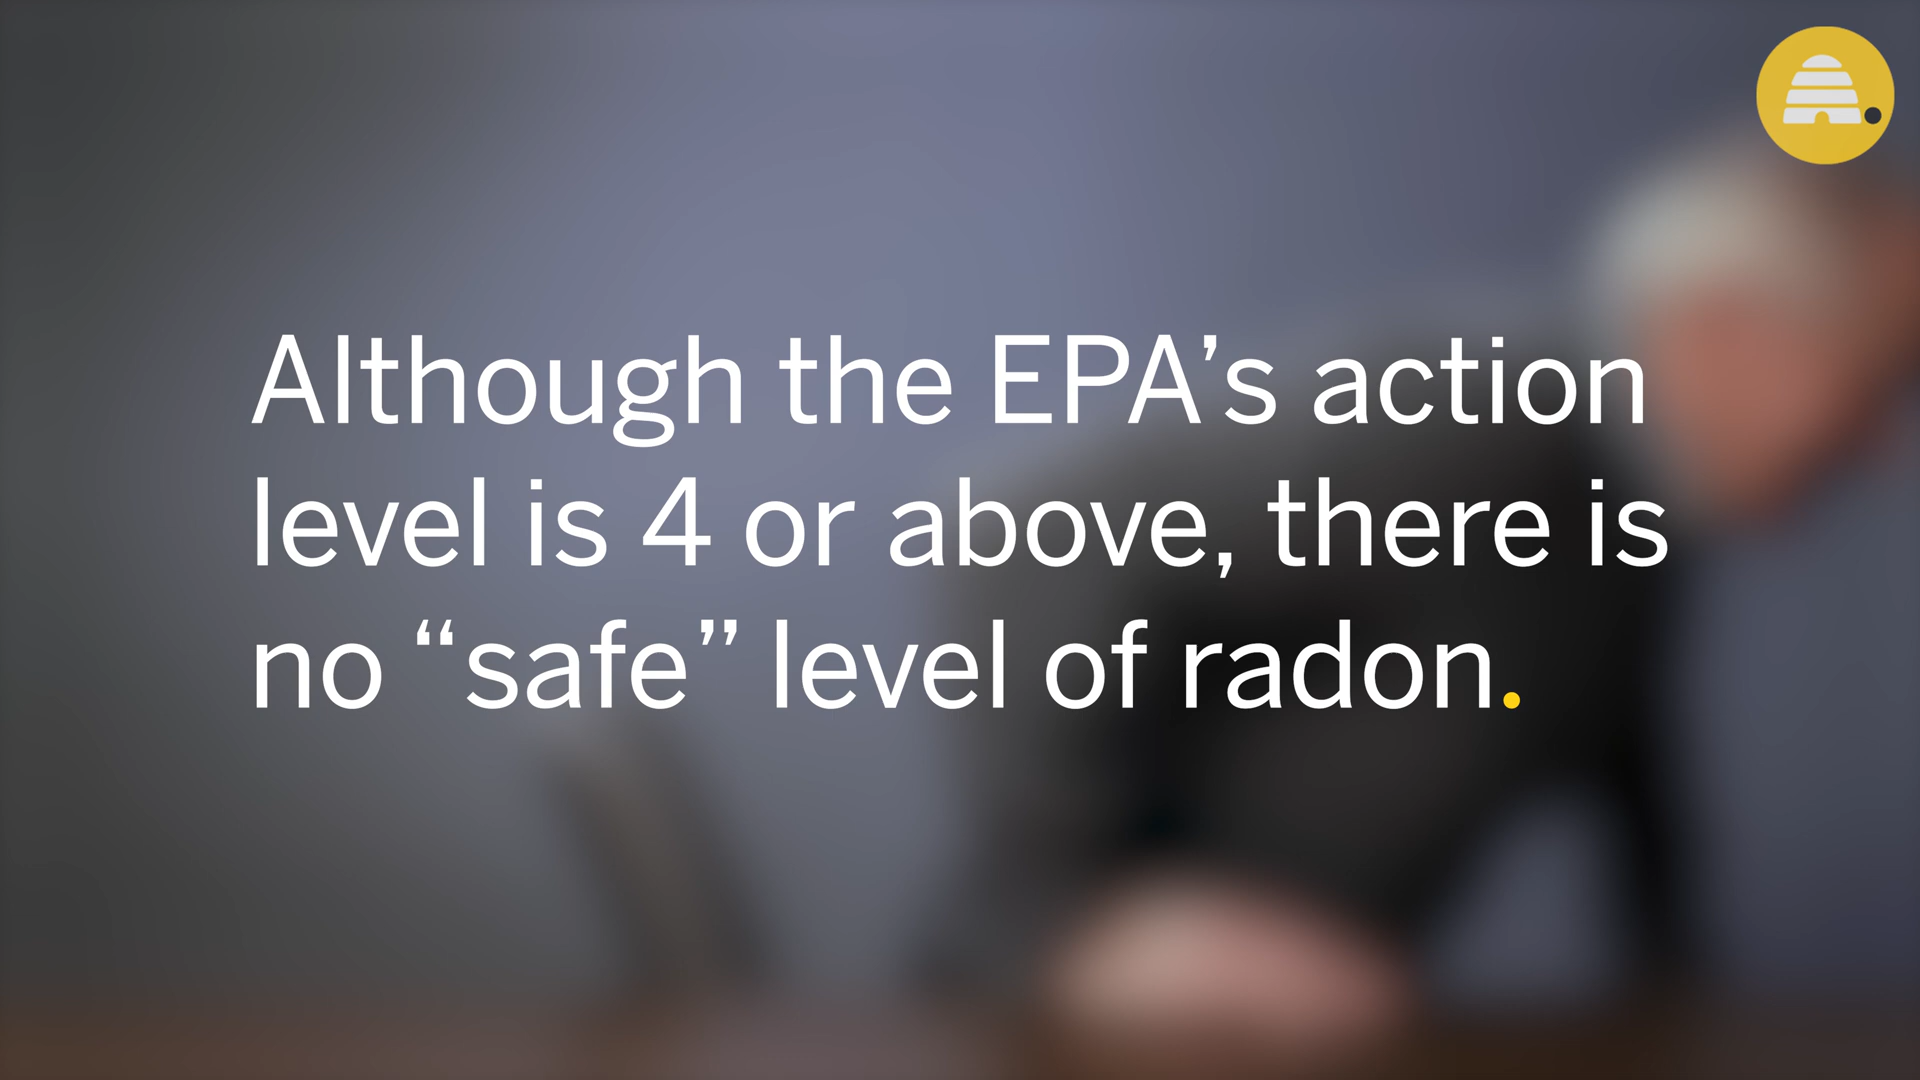 Although the EPA’s action
level is 4 or above, there is
no “safe” level of radon.